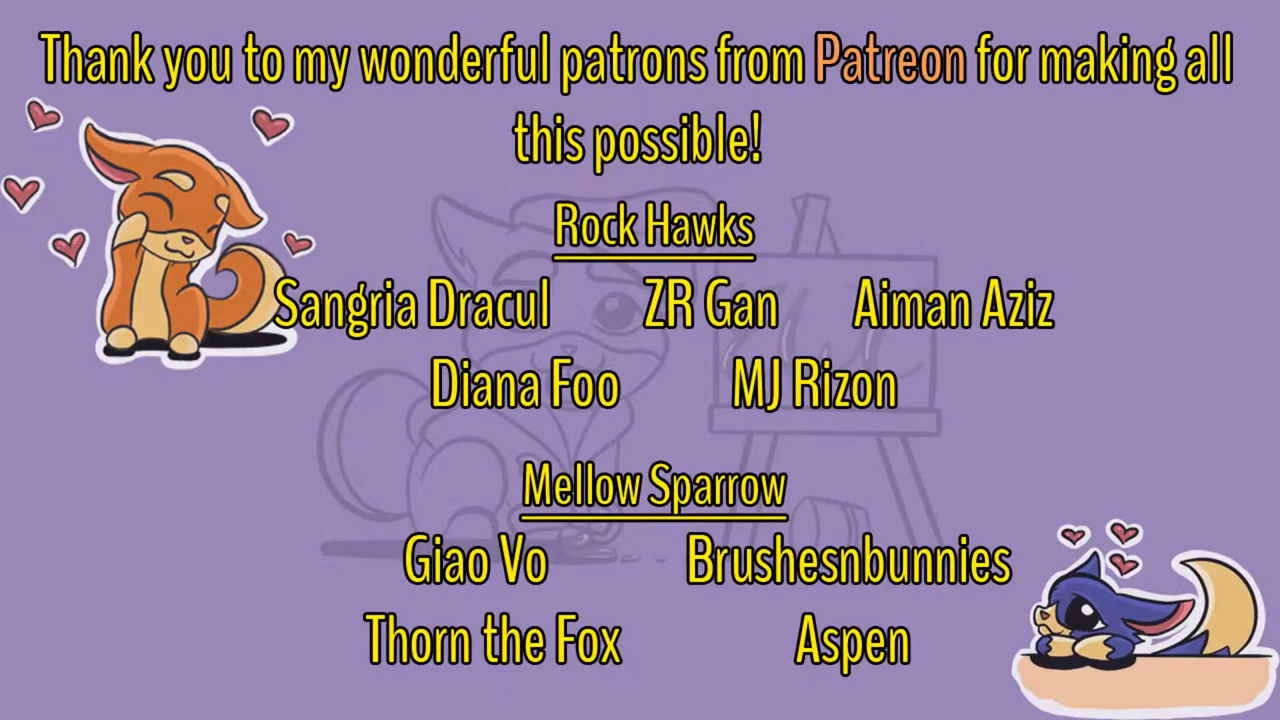 Thank you to my wonderful patrons from Patreon for making all
this possible!
Rock Hawks
Sangria Dracul ZR Gan Aiman Aziz
Diana Foo MJ Rizon
Mellow Sparrow
Giao Vo Brushesnbunnies
Thorn the Fox Aspen